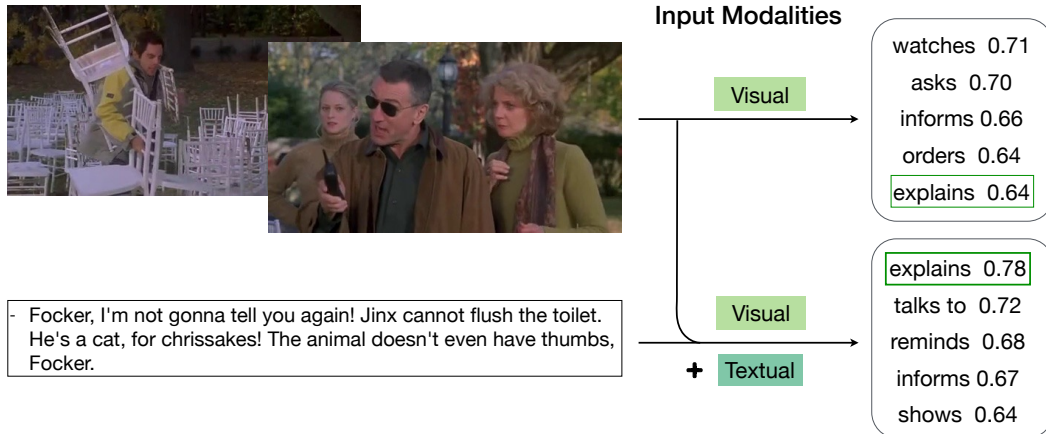 Input Modalities
Visual
watches 0.71
asks 0.70
informs 0.66
orders 0.64
explains 0.64
- Focker, I'm not gonna tell you again! Jinx cannot flush the toilet.
He's a cat, for chrissakes! The animal doesn't even have thumbs,
Focker.
Visual
+ Textual
explains 0.78
talks to 0.72
reminds 0.68
informs 0.67
shows 0.64